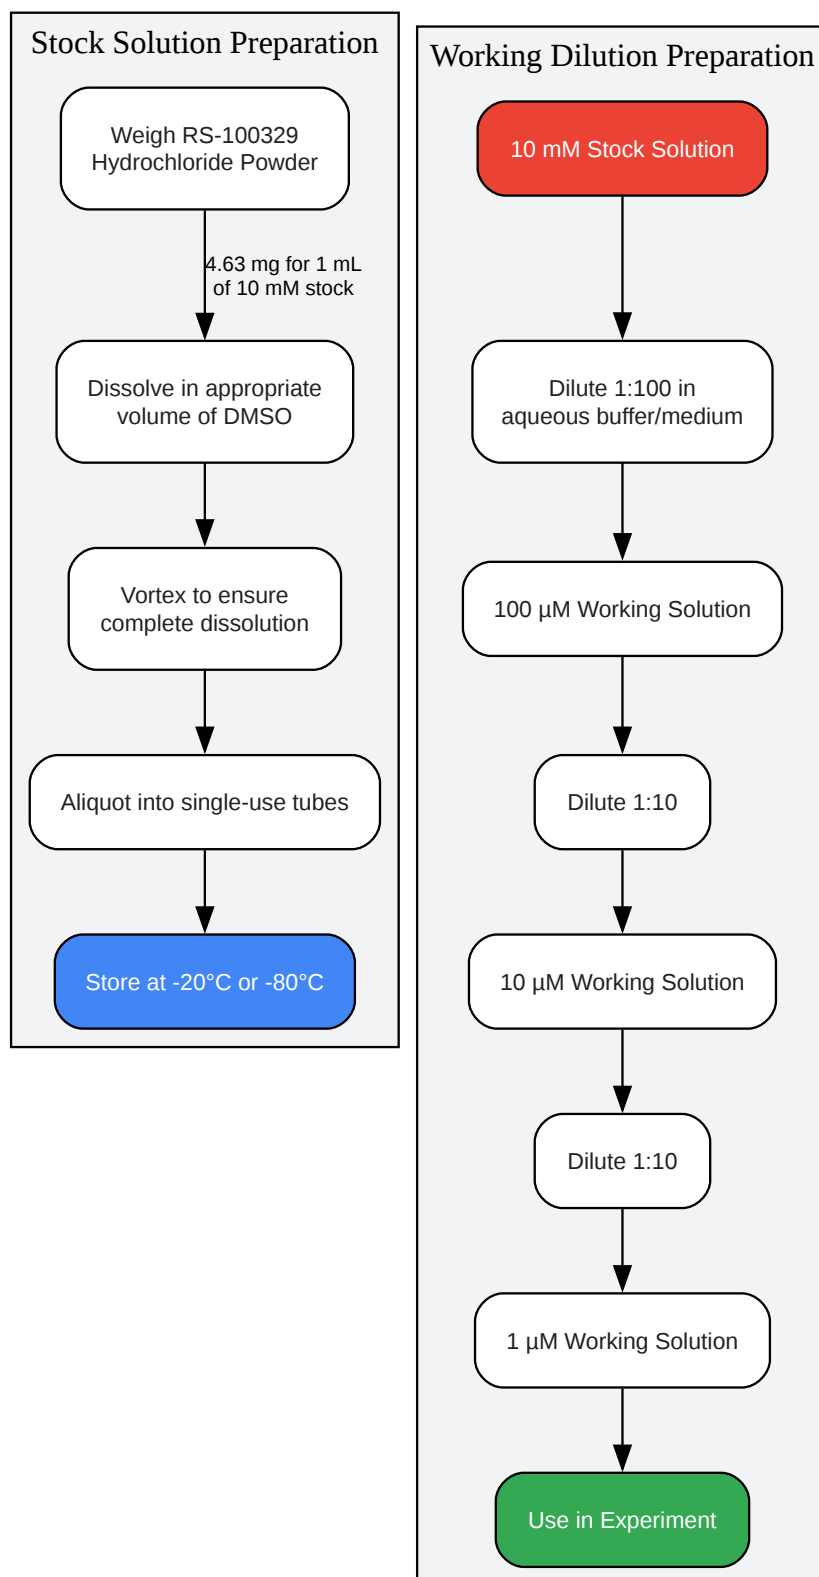 Stock Solution Preparation
Weigh RS-100329
Hydrochloride Powder
4.63 mg for 1 mL
of 10 mM stock
Dissolve in appropriate
volume of DMSO
Vortex to ensure
complete dissolution
Aliquot into single-use tubes
Store at -20°C or -80°C
Working Dilution Preparation
10 mM Stock Solution
Dilute 1:100 in
aqueous buffer/medium
100 µM Working Solution
Dilute 1:10
10 µM Working Solution
Dilute 1:10
1 µM Working Solution
Use in Experiment